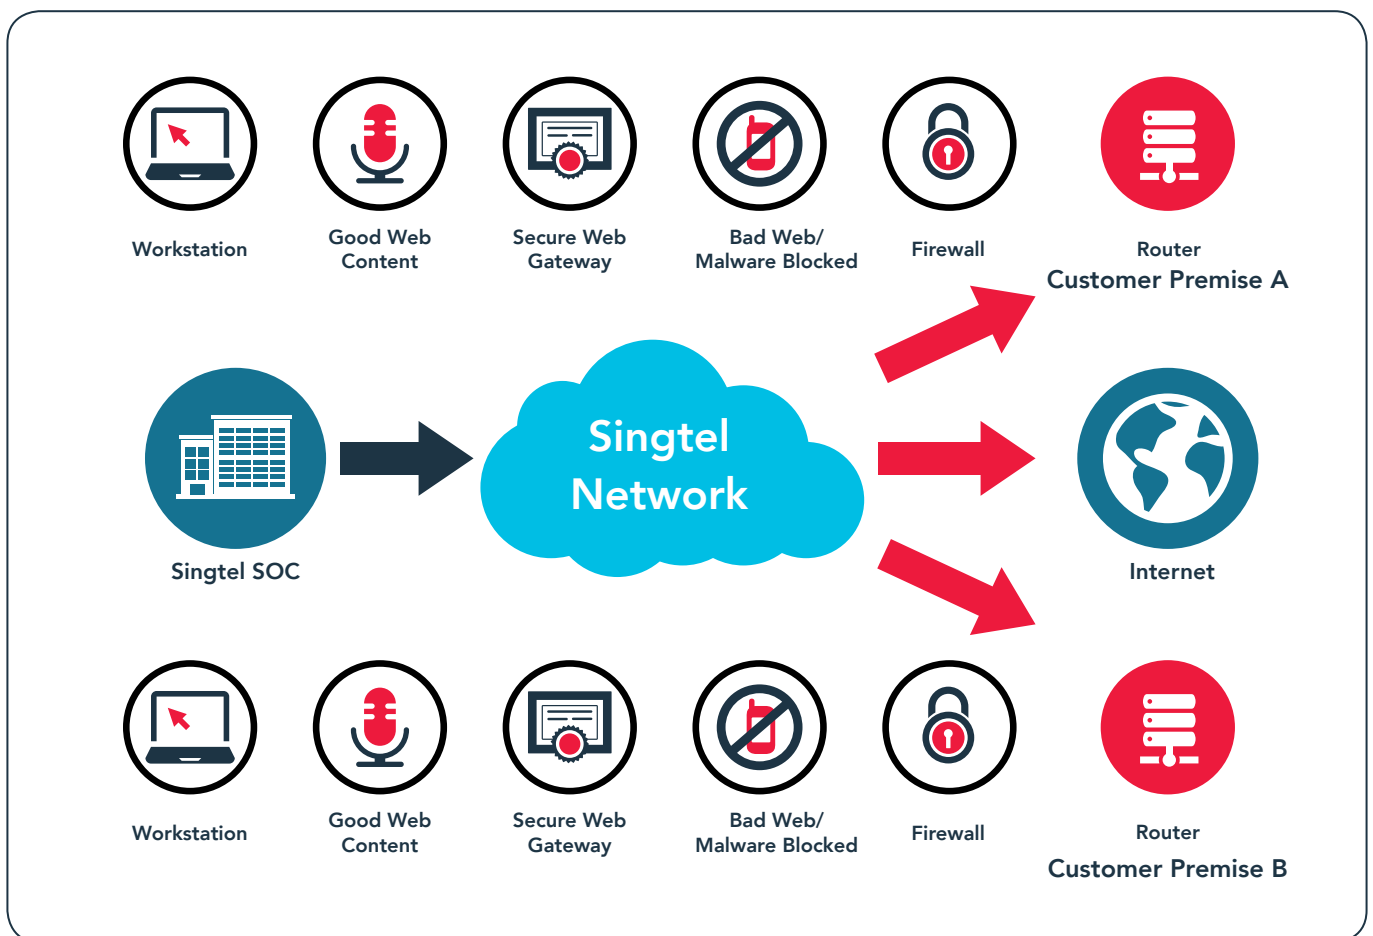 Workstation
Good Web
Content
Secure Web
Gateway
Bad Web/
Malware Blocked
Firewall
Router
Customer Premise A
Singtel
Network
Singtel SOC
Internet
Workstation
Good Web
Content
Secure Web
Gateway
Bad Web/
Malware Blocked
Firewall
Router
Customer Premise B